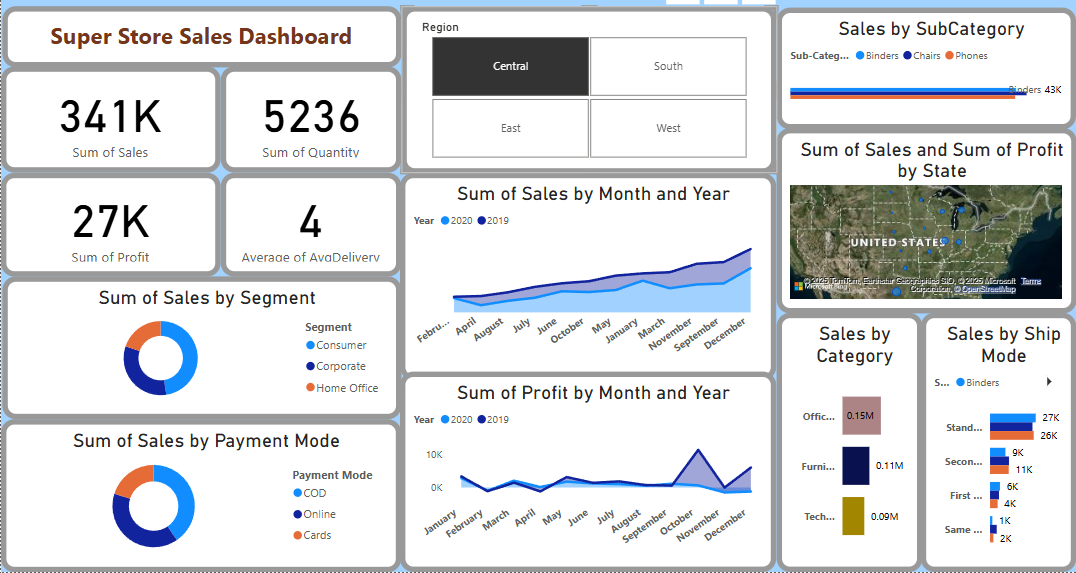 Super Store Sales Dashboard
341K
Sum of Sales
5236
Sum of Quantity
27K
Sum of Profit
4
Average of AvgDelivery
Sum of Sales by Segment
Segment
Consumer
Corporate
Home Office
Sum of Sales by Payment Mode
Payment Mode
COD
Online
Cards
Region
Central
South
East
West
Sum of Sales by Month and Year
Year 2020 2019
Febru...
April
August
July
June
October
May
January
March
November
September
December
Sum of Profit by Month and Year
Year 2020 2019
10K
0K
January
February
March
April
May
June
July
August
September
October
November
December
Sales by SubCategory
Sub-Categ... Binders Chairs Phones
Binders 43K
Sum of Sales and Sum of Profit
by State
UNITED STATES
© 2025 TomTom, Earthstar Geographics SIO, © 2025 Microsoft
Corporation, © OpenStreetMap
Terms
Microsoft Bing
Sales by
Category
Offic... 0.15M
Furni... 0.11M
Tech... 0.09M
Sales by Ship
Mode
S... Binders
Stand...
27K
26K
Secon...
9K
11K
First ...
6K
4K
Same ...
1K
2K